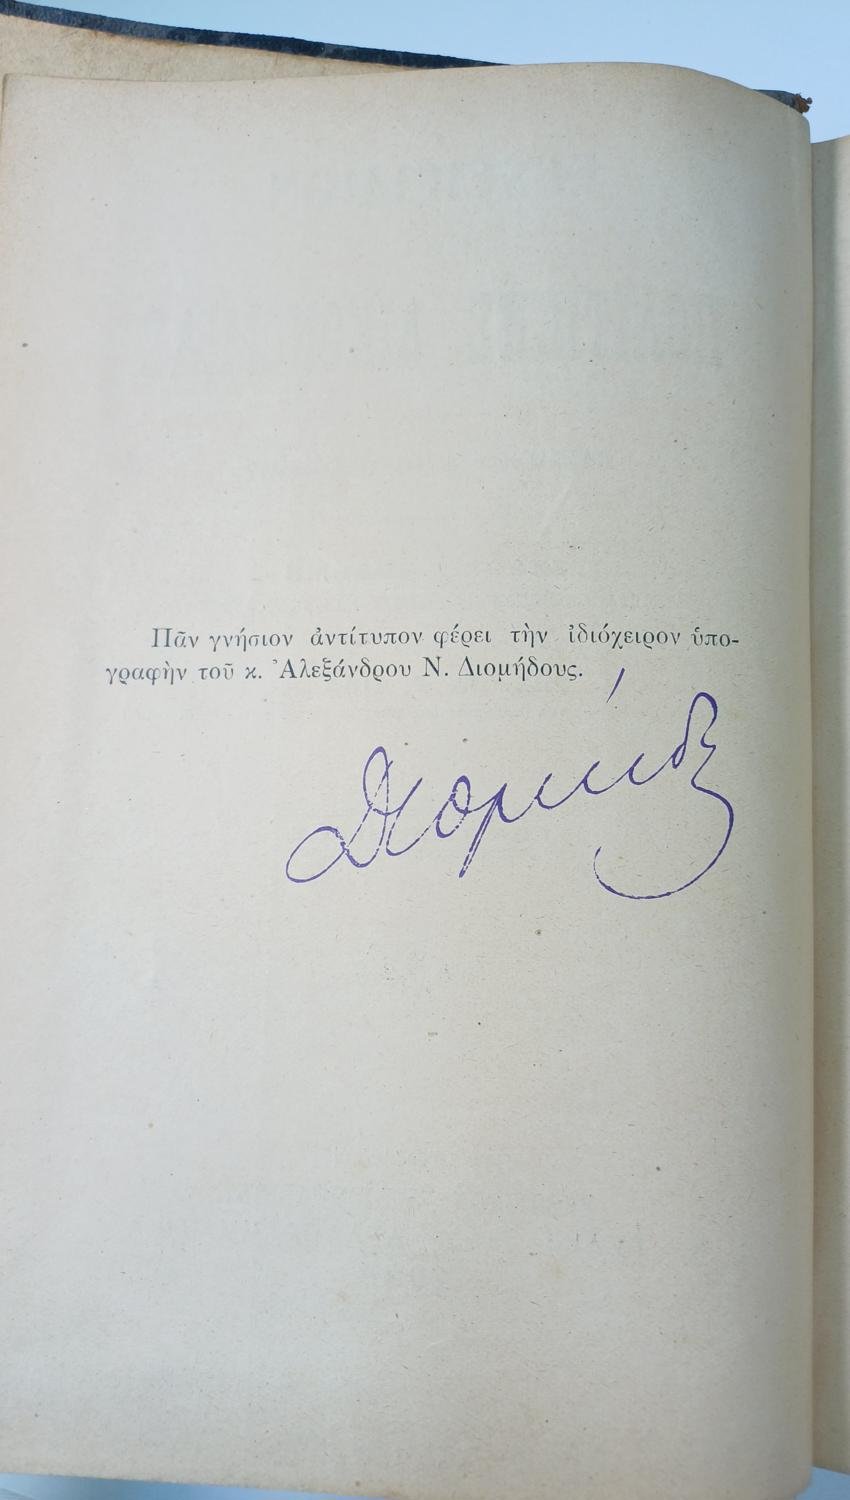 Πᾶν γνήσιον ἀντίτυπον φέρει τὴν ἰδιόχειρον ὑπο-
γραφὴν τοῦ κ. Ἀλεξάνδρου Ν. Διομήδους.